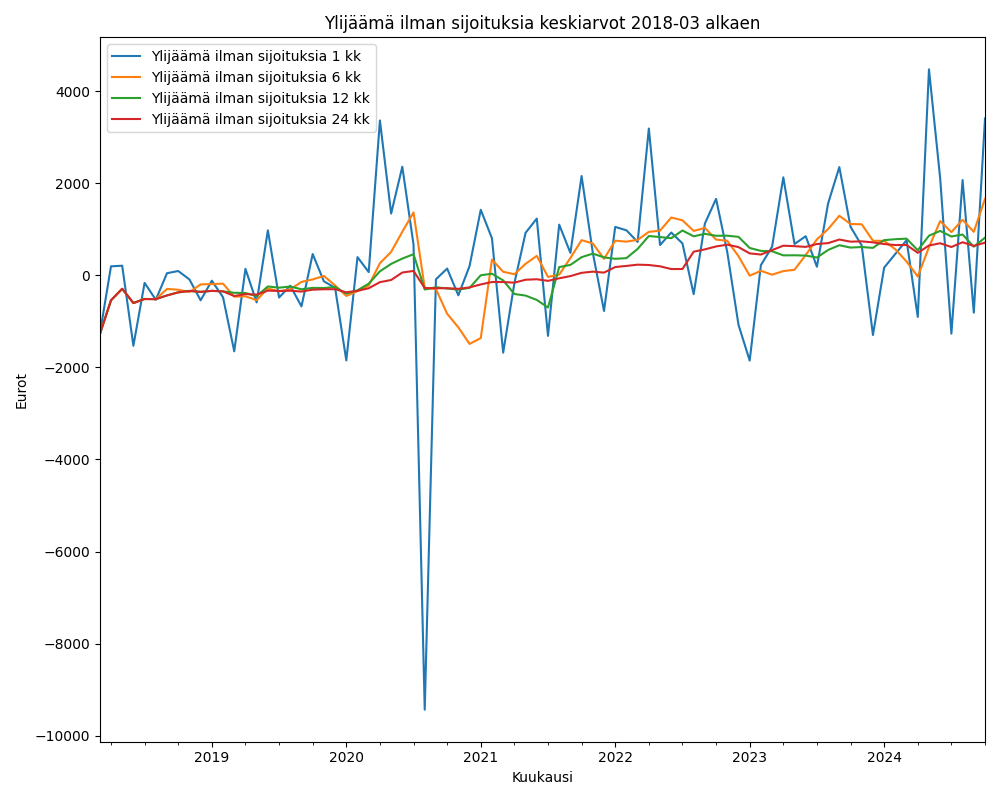 Ylijäämä ilman sijoituksia keskiarvot 2018-03 alkaen
Ylijäämä ilman sijoituksia 1 kk
Ylijäämä ilman sijoituksia 6 kk
Ylijäämä ilman sijoituksia 12 kk
Ylijäämä ilman sijoituksia 24 kk
4000
2000
0
−2000
−4000
−6000
−8000
−10000
Eurot
2019 2020 2021 2022 2023 2024
Kuukausi